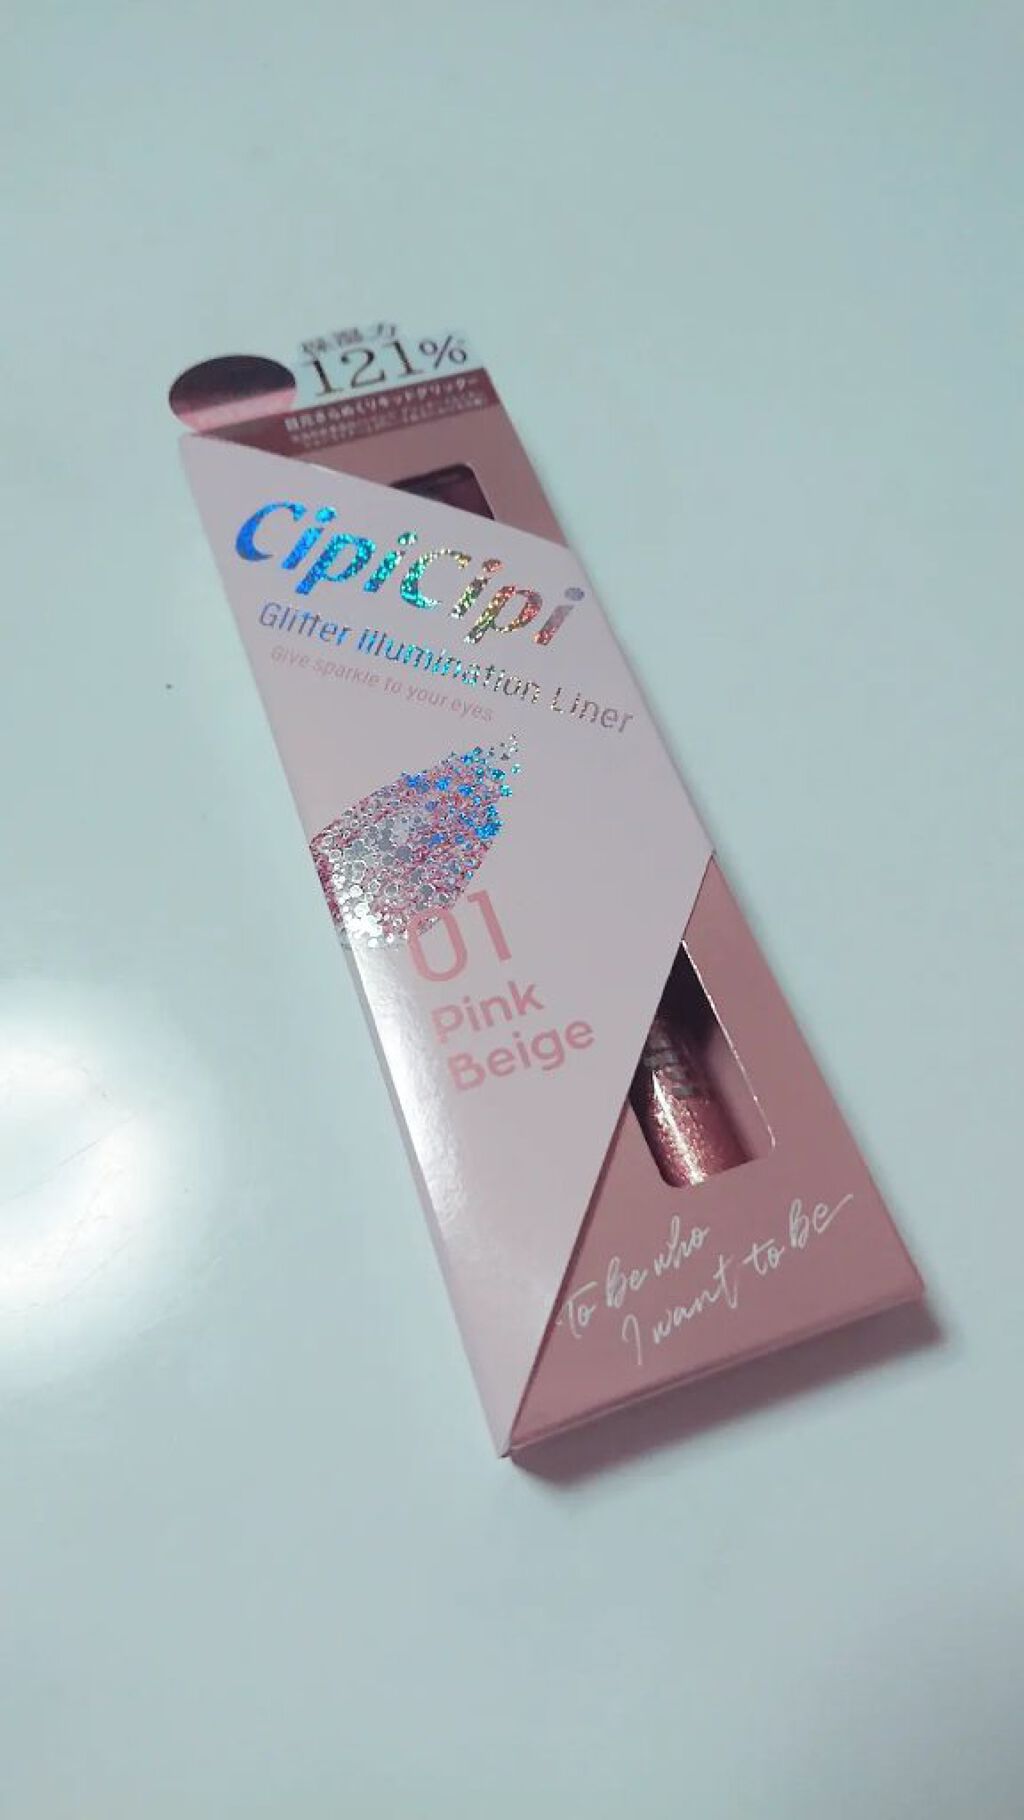 保湿力
121%
目元きらめくリキッドグリッター
CipiCipi
Glitter Illumination Liner
Give sparkle to your eyes
01
Pink
Beige
To Be who
I want to Be